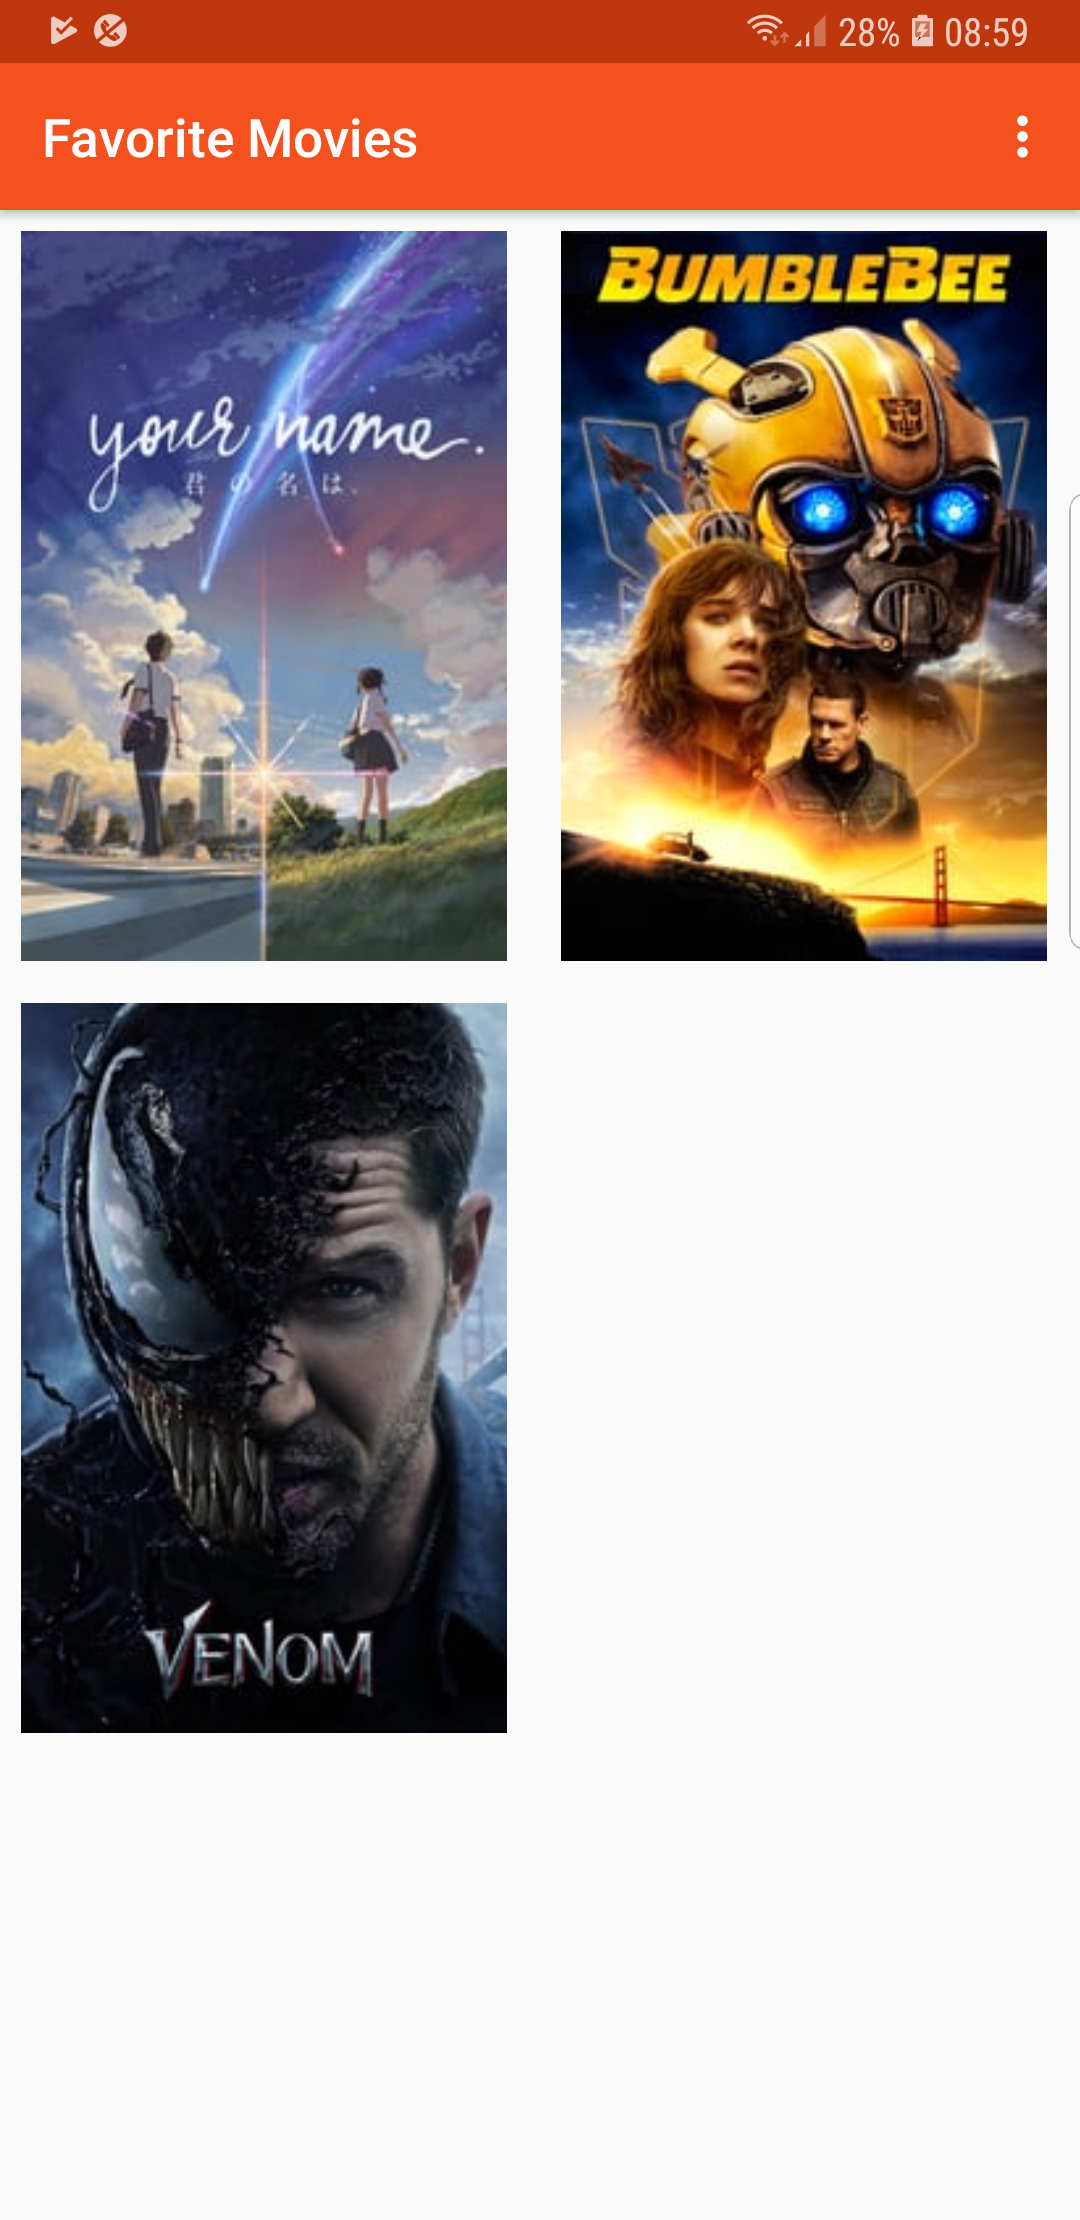 28% 08:59
Favorite Movies
your name.
君の名は。
BUMBLEBEE
VENOM